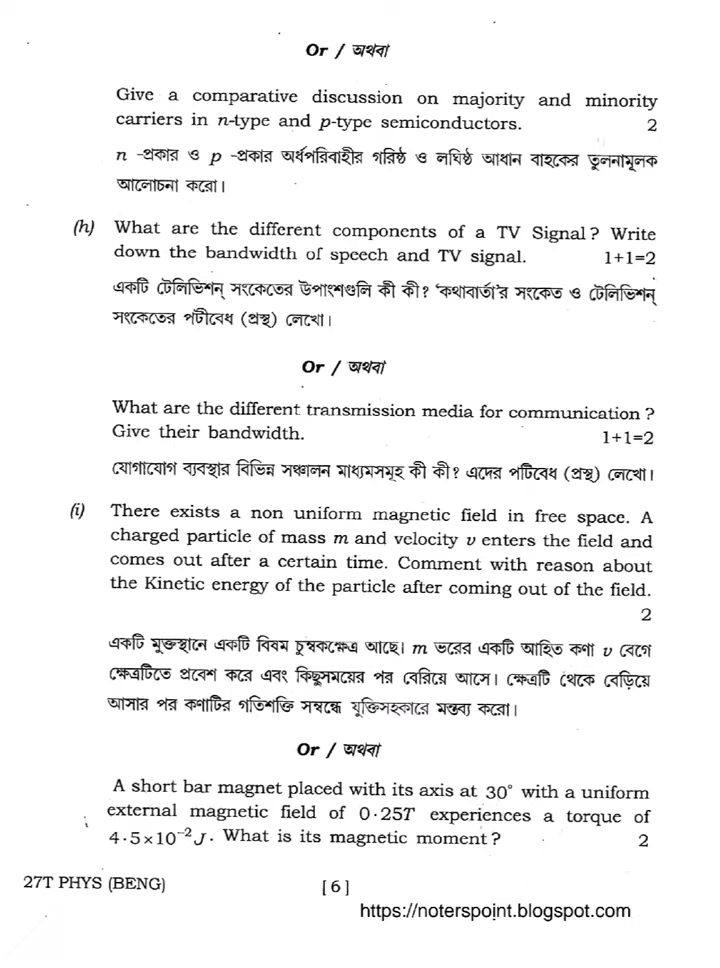 Or / অথবা
Give a comparative discussion on majority and minority
carriers in n-type and p-type semiconductors. 2
n -প্রকার ও p -প্রকার অর্ধপরিবাহীর গরিষ্ঠ ও লঘিষ্ঠ আধান বাহকের তুলনামূলক
আলোচনা করো।
(h) What are the different components of a TV Signal? Write
down the bandwidth of speech and TV signal. 1+1=2
একটি টেলিভিশন্ সংকেতের উপাংশগুলি কী কী? ‘কথাবার্তা’র সংকেত ও টেলিভিশন্
সংকেতের পটীবেধ (প্রস্থ) লেখো।
Or / অথবা
What are the different transmission media for communication ?
Give their bandwidth. 1+1=2
যোগাযোগ ব্যবস্থার বিভিন্ন সঞ্চালন মাধ্যমসমূহ কী কী? এদের পটিবেধ (প্রস্থ) লেখো।
(i) There exists a non uniform magnetic field in free space. A
charged particle of mass m and velocity v enters the field and
comes out after a certain time. Comment with reason about
the Kinetic energy of the particle after coming out of the field.
2
একটি মুক্তস্থানে একটি বিষম চুম্বকক্ষেত্র আছে। m ভরের একটি আহিত কণা v বেগে
ক্ষেত্রটিতে প্রবেশ করে এবং কিছুসময়ের পর বেরিয়ে আসে। ক্ষেত্রটি থেকে বেড়িয়ে
আসার পর কণাটির গতিশক্তি সম্বন্ধে যুক্তিসহকারে মন্তব্য করো।
Or / অথবা
A short bar magnet placed with its axis at 30° with a uniform
external magnetic field of 0·25T experiences a torque of
4·5×10⁻² J. What is its magnetic moment? 2
27T PHYS (BENG) [ 6 ]
https://noterspoint.blogspot.com